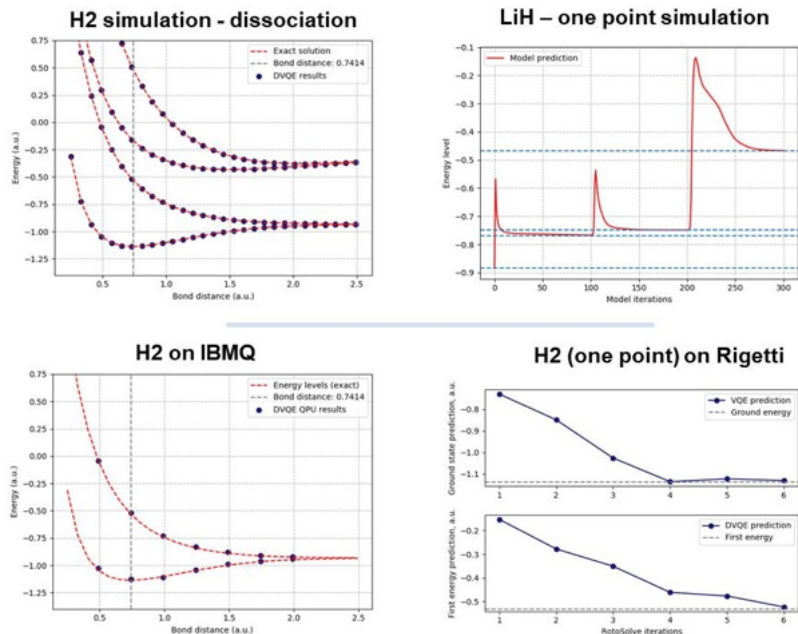 H2 simulation - dissociation
Energy (a.u.)
0.75
0.50
0.25
0.00
-0.25
-0.50
-0.75
-1.00
-1.25
Exact solution
Bond distance: 0.7414
DVQE results
0.5
1.0
1.5
2.0
2.5
Bond distance (a.u.)
LiH – one point simulation
Energy level
-0.1
-0.2
-0.3
-0.4
-0.5
-0.6
-0.7
-0.8
-0.9
Model prediction
0
50
100
150
200
250
300
Model iterations
H2 on IBMQ
Energy (a.u.)
0.75
0.50
0.25
0.00
-0.25
-0.50
-0.75
-1.00
-1.25
Energy levels (exact)
Bond distance: 0.7414
DVQE QPU results
0.5
1.0
1.5
2.0
2.5
Bond distance (a.u.)
H2 (one point) on Rigetti
Ground state prediction, a.u.
-0.8
-0.9
-1.0
-1.1
VQE prediction
Ground energy
1
2
3
4
5
6
First energy prediction, a.u.
-0.2
-0.3
-0.4
-0.5
DVQE prediction
First energy
1
2
3
4
5
6
RotoSolve iterations